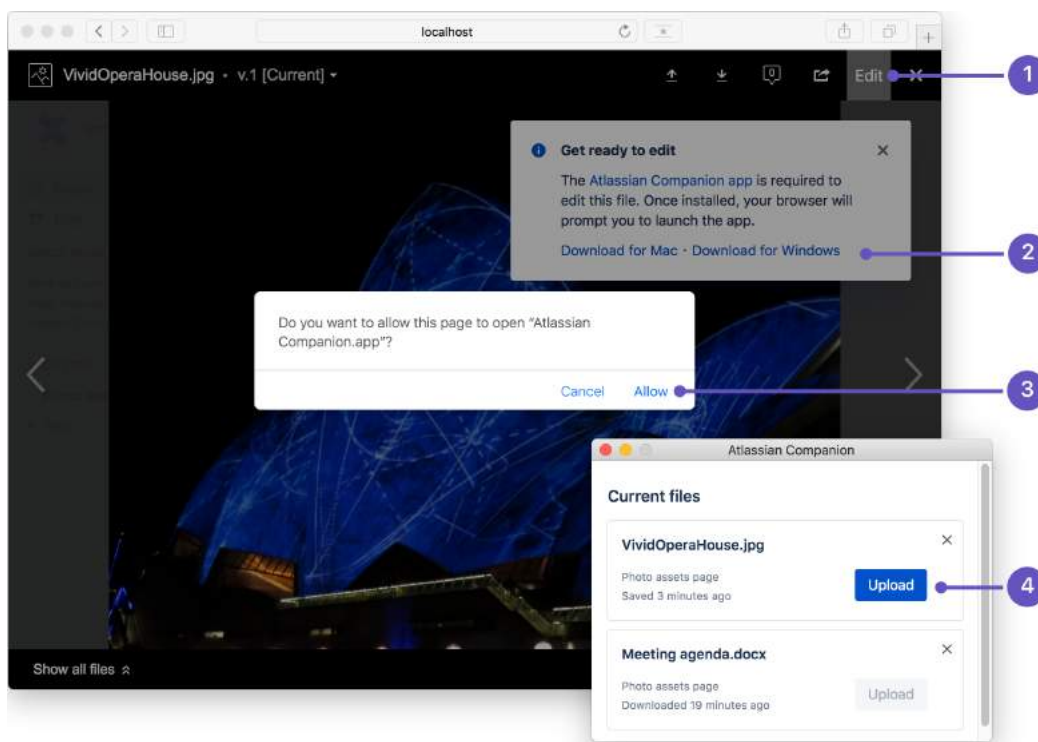 localhost
VividOperaHouse.jpg • v.1 [Current]
0
Edit
1
Get ready to edit
The Atlassian Companion app is required to
edit this file. Once installed, your browser will
prompt you to launch the app.
Download for Mac · Download for Windows
2
Do you want to allow this page to open “Atlassian
Companion.app”?
Cancel Allow
3
Atlassian Companion
Current files
VividOperaHouse.jpg
Photo assets page
Saved 3 minutes ago
Upload
4
Meeting agenda.docx
Photo assets page
Downloaded 19 minutes ago
Upload
Show all files